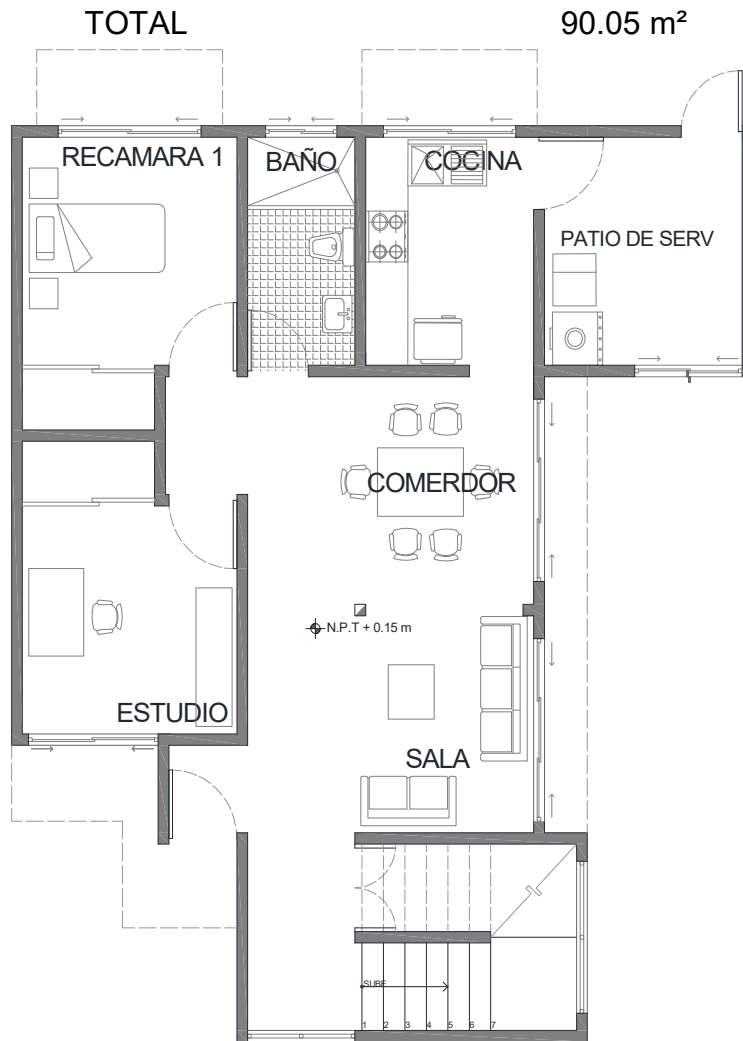 TOTAL 90.05 m²
RECAMARA 1
BAÑO
COCINA
PATIO DE SERV
COMERDOR
N.P.T + 0.15 m
ESTUDIO
SALA
SUBE
1 2 3 4 5 6 7